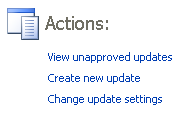 Actions:
View unapproved updates
Create new update
Change update settings